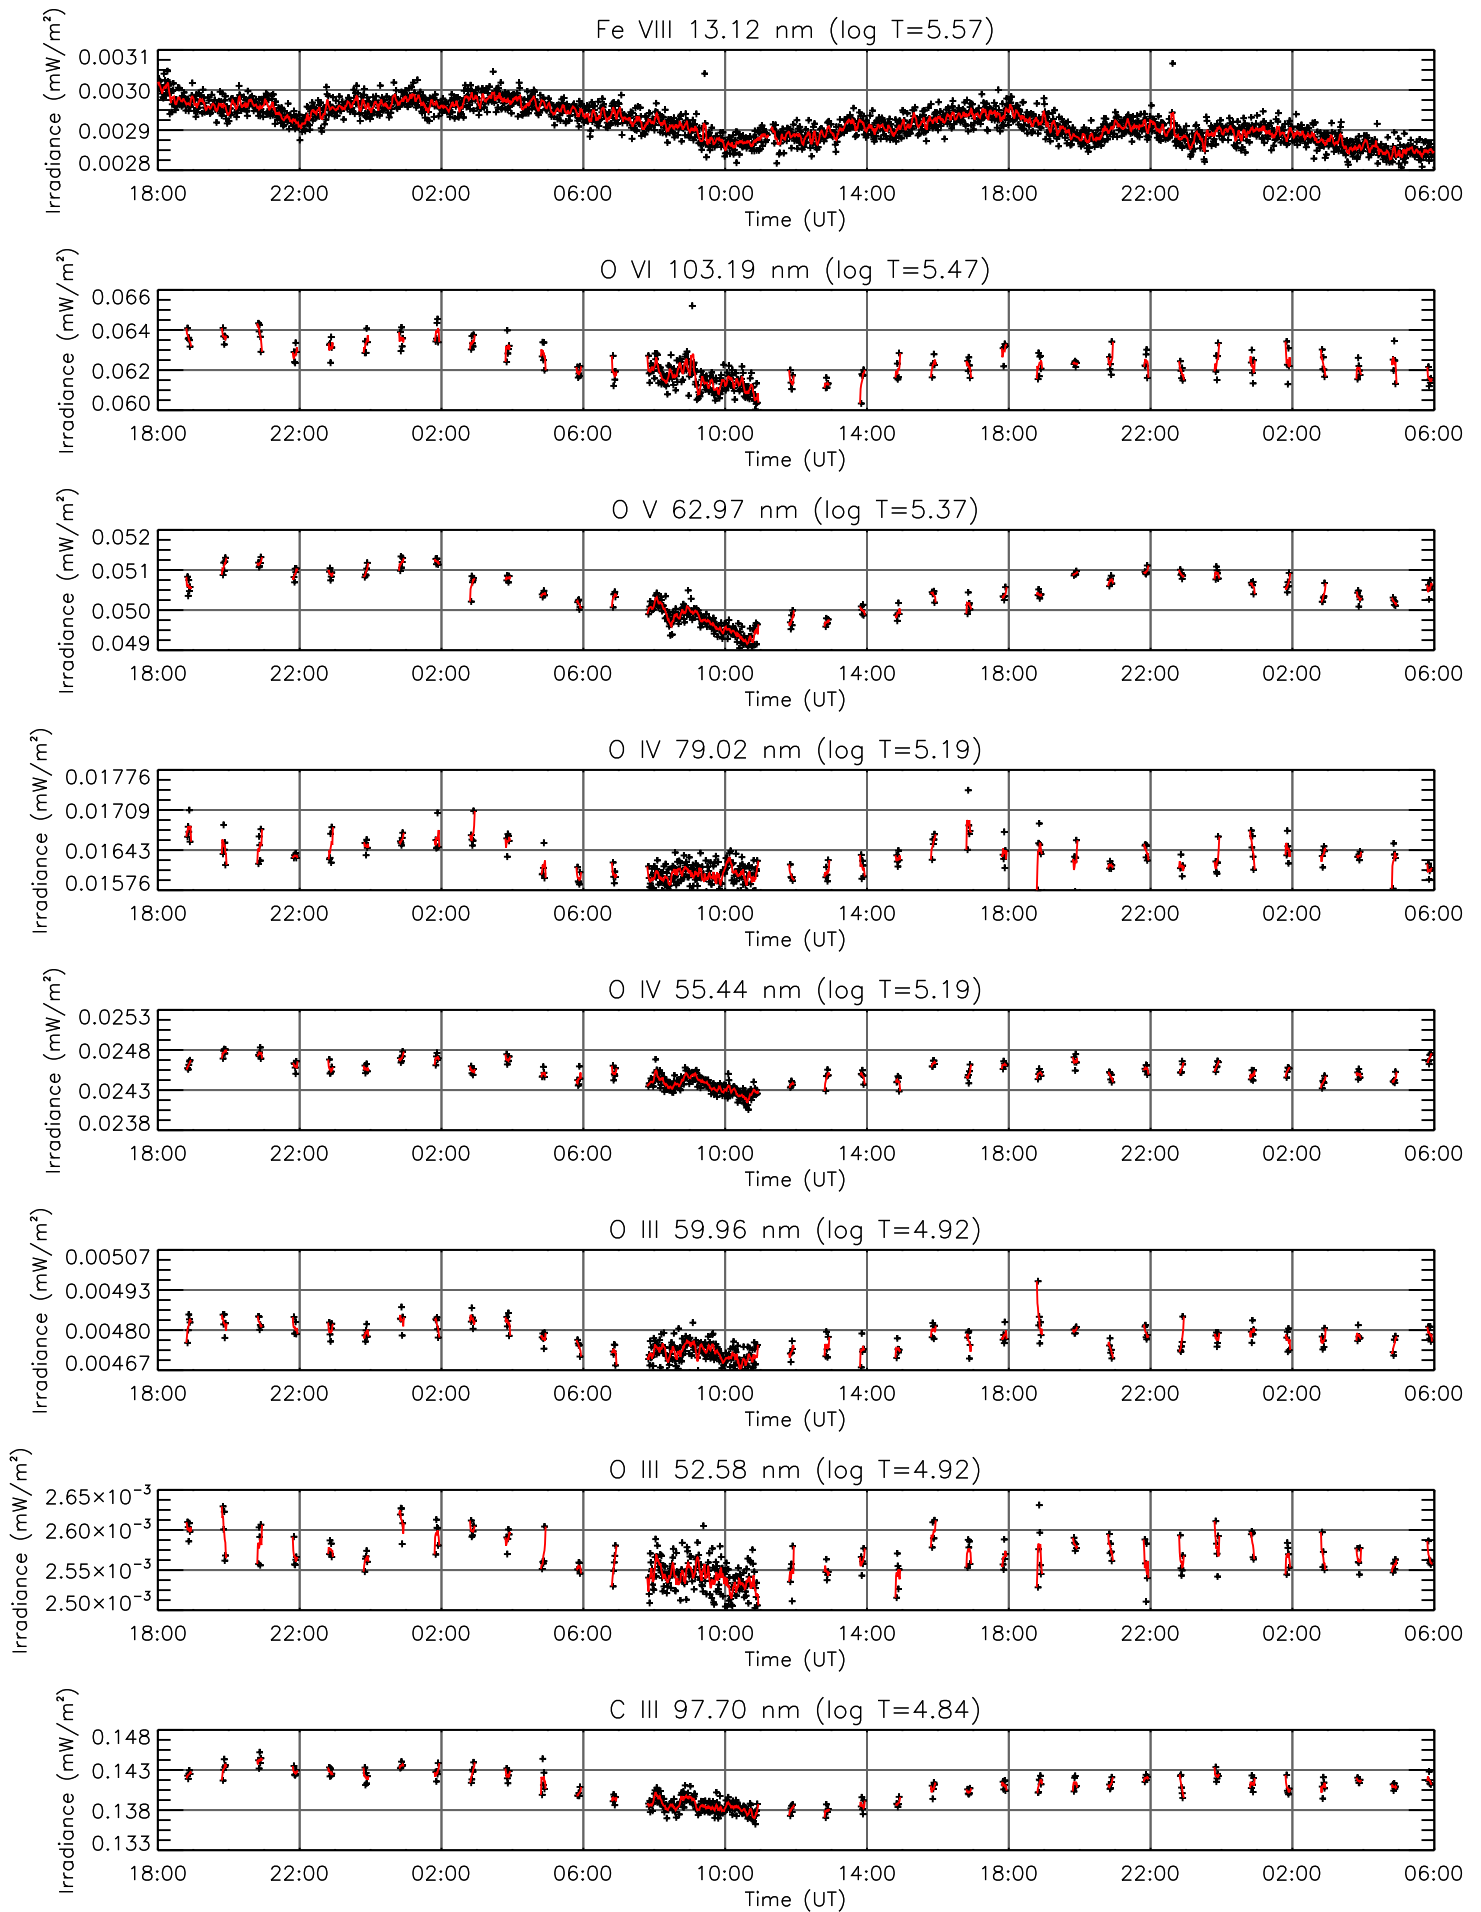 Fe VIII 13.12 nm (log T=5.57)
Irradiance (mW/m²)
0.0031
0.0030
0.0029
0.0028
18:00 22:00 02:00 06:00 10:00 14:00 18:00 22:00 02:00 06:00
Time (UT)
O VI 103.19 nm (log T=5.47)
Irradiance (mW/m²)
0.066
0.064
0.062
0.060
18:00 22:00 02:00 06:00 10:00 14:00 18:00 22:00 02:00 06:00
Time (UT)
O V 62.97 nm (log T=5.37)
Irradiance (mW/m²)
0.052
0.051
0.050
0.049
18:00 22:00 02:00 06:00 10:00 14:00 18:00 22:00 02:00 06:00
Time (UT)
O IV 79.02 nm (log T=5.19)
Irradiance (mW/m²)
0.01776
0.01709
0.01643
0.01576
18:00 22:00 02:00 06:00 10:00 14:00 18:00 22:00 02:00 06:00
Time (UT)
O IV 55.44 nm (log T=5.19)
Irradiance (mW/m²)
0.0253
0.0248
0.0243
0.0238
18:00 22:00 02:00 06:00 10:00 14:00 18:00 22:00 02:00 06:00
Time (UT)
O III 59.96 nm (log T=4.92)
Irradiance (mW/m²)
0.00507
0.00493
0.00480
0.00467
18:00 22:00 02:00 06:00 10:00 14:00 18:00 22:00 02:00 06:00
Time (UT)
O III 52.58 nm (log T=4.92)
Irradiance (mW/m²)
2.65×10⁻³
2.60×10⁻³
2.55×10⁻³
2.50×10⁻³
18:00 22:00 02:00 06:00 10:00 14:00 18:00 22:00 02:00 06:00
Time (UT)
C III 97.70 nm (log T=4.84)
Irradiance (mW/m²)
0.148
0.143
0.138
0.133
18:00 22:00 02:00 06:00 10:00 14:00 18:00 22:00 02:00 06:00
Time (UT)